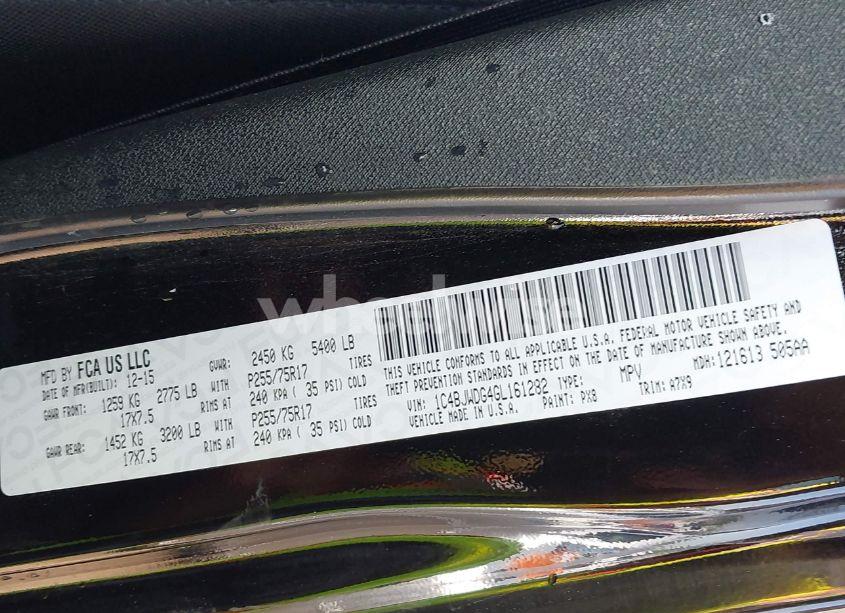 MFD BY FCA US LLC
DATE OF MFR(BUILT): 12-15 GVWR: 2450 KG 5400 LB
GAWR FRONT: 1259 KG 2775 LB WITH P255/75R17 TIRES
17X7.5 RIMS AT 240 KPA ( 35 PSI) COLD
GAWR REAR: 1452 KG 3200 LB WITH P255/75R17 TIRES
17X7.5 RIMS AT 240 KPA ( 35 PSI) COLD
THIS VEHICLE CONFORMS TO ALL APPLICABLE U.S.A. FEDERAL MOTOR VEHICLE SAFETY AND
THEFT PREVENTION STANDARDS IN EFFECT ON THE DATE OF MANUFACTURE SHOWN ABOVE.
VIN: 1C4BJWDG4GL161282 TYPE: MPV MDH: 121613 505AA
VEHICLE MADE IN U.S.A. PAINT: PX8 TRIM: A7X9